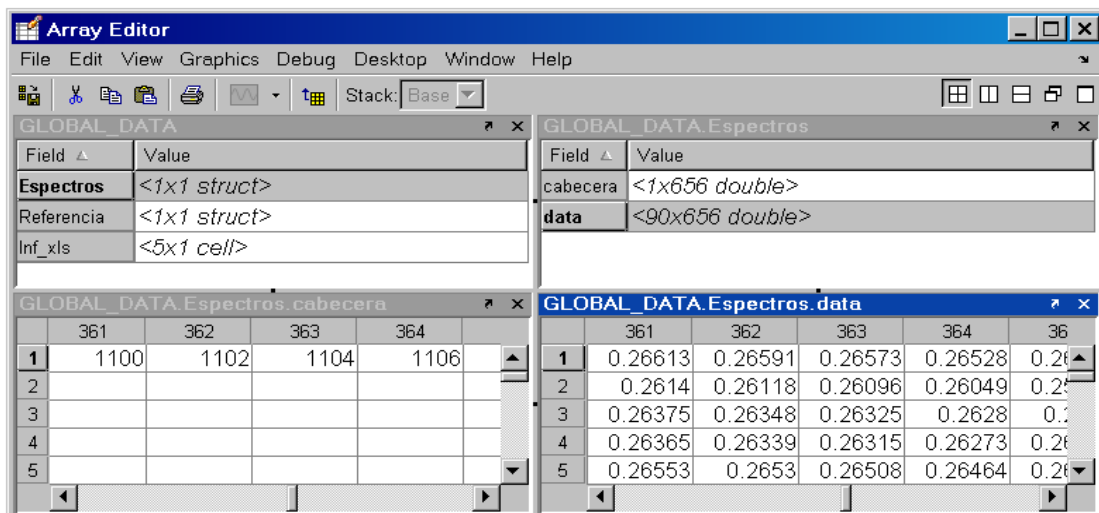 Array Editor
File Edit View Graphics Debug Desktop Window Help
Stack: Base
GLOBAL_DATA
Field Value
Espectros <1x1 struct>
Referencia <1x1 struct>
Inf_xls <5x1 cell>
GLOBAL_DATA.Espectros
Field Value
cabecera <1x656 double>
data <90x656 double>
GLOBAL_DATA.Espectros.cabecera
361 362 363 364
1 1100 1102 1104 1106
2
3
4
5
GLOBAL_DATA.Espectros.data
361 362 363 364 36
1 0.26613 0.26591 0.26573 0.26528
2 0.2614 0.26118 0.26096 0.26049
3 0.26375 0.26348 0.26325 0.2628
4 0.26365 0.26339 0.26315 0.26273
5 0.26553 0.2653 0.26508 0.26464